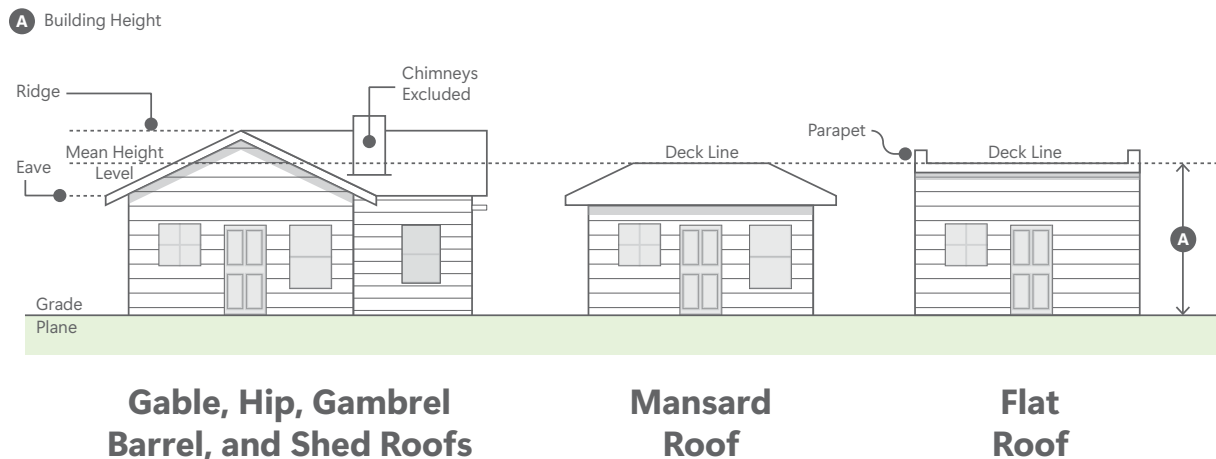 A Building Height
Ridge
Chimneys
Excluded
Parapet
Mean Height
Level
Eave
Deck Line
Deck Line
A
Grade
Plane
Gable, Hip, Gambrel
Barrel, and Shed Roofs
Mansard
Roof
Flat
Roof